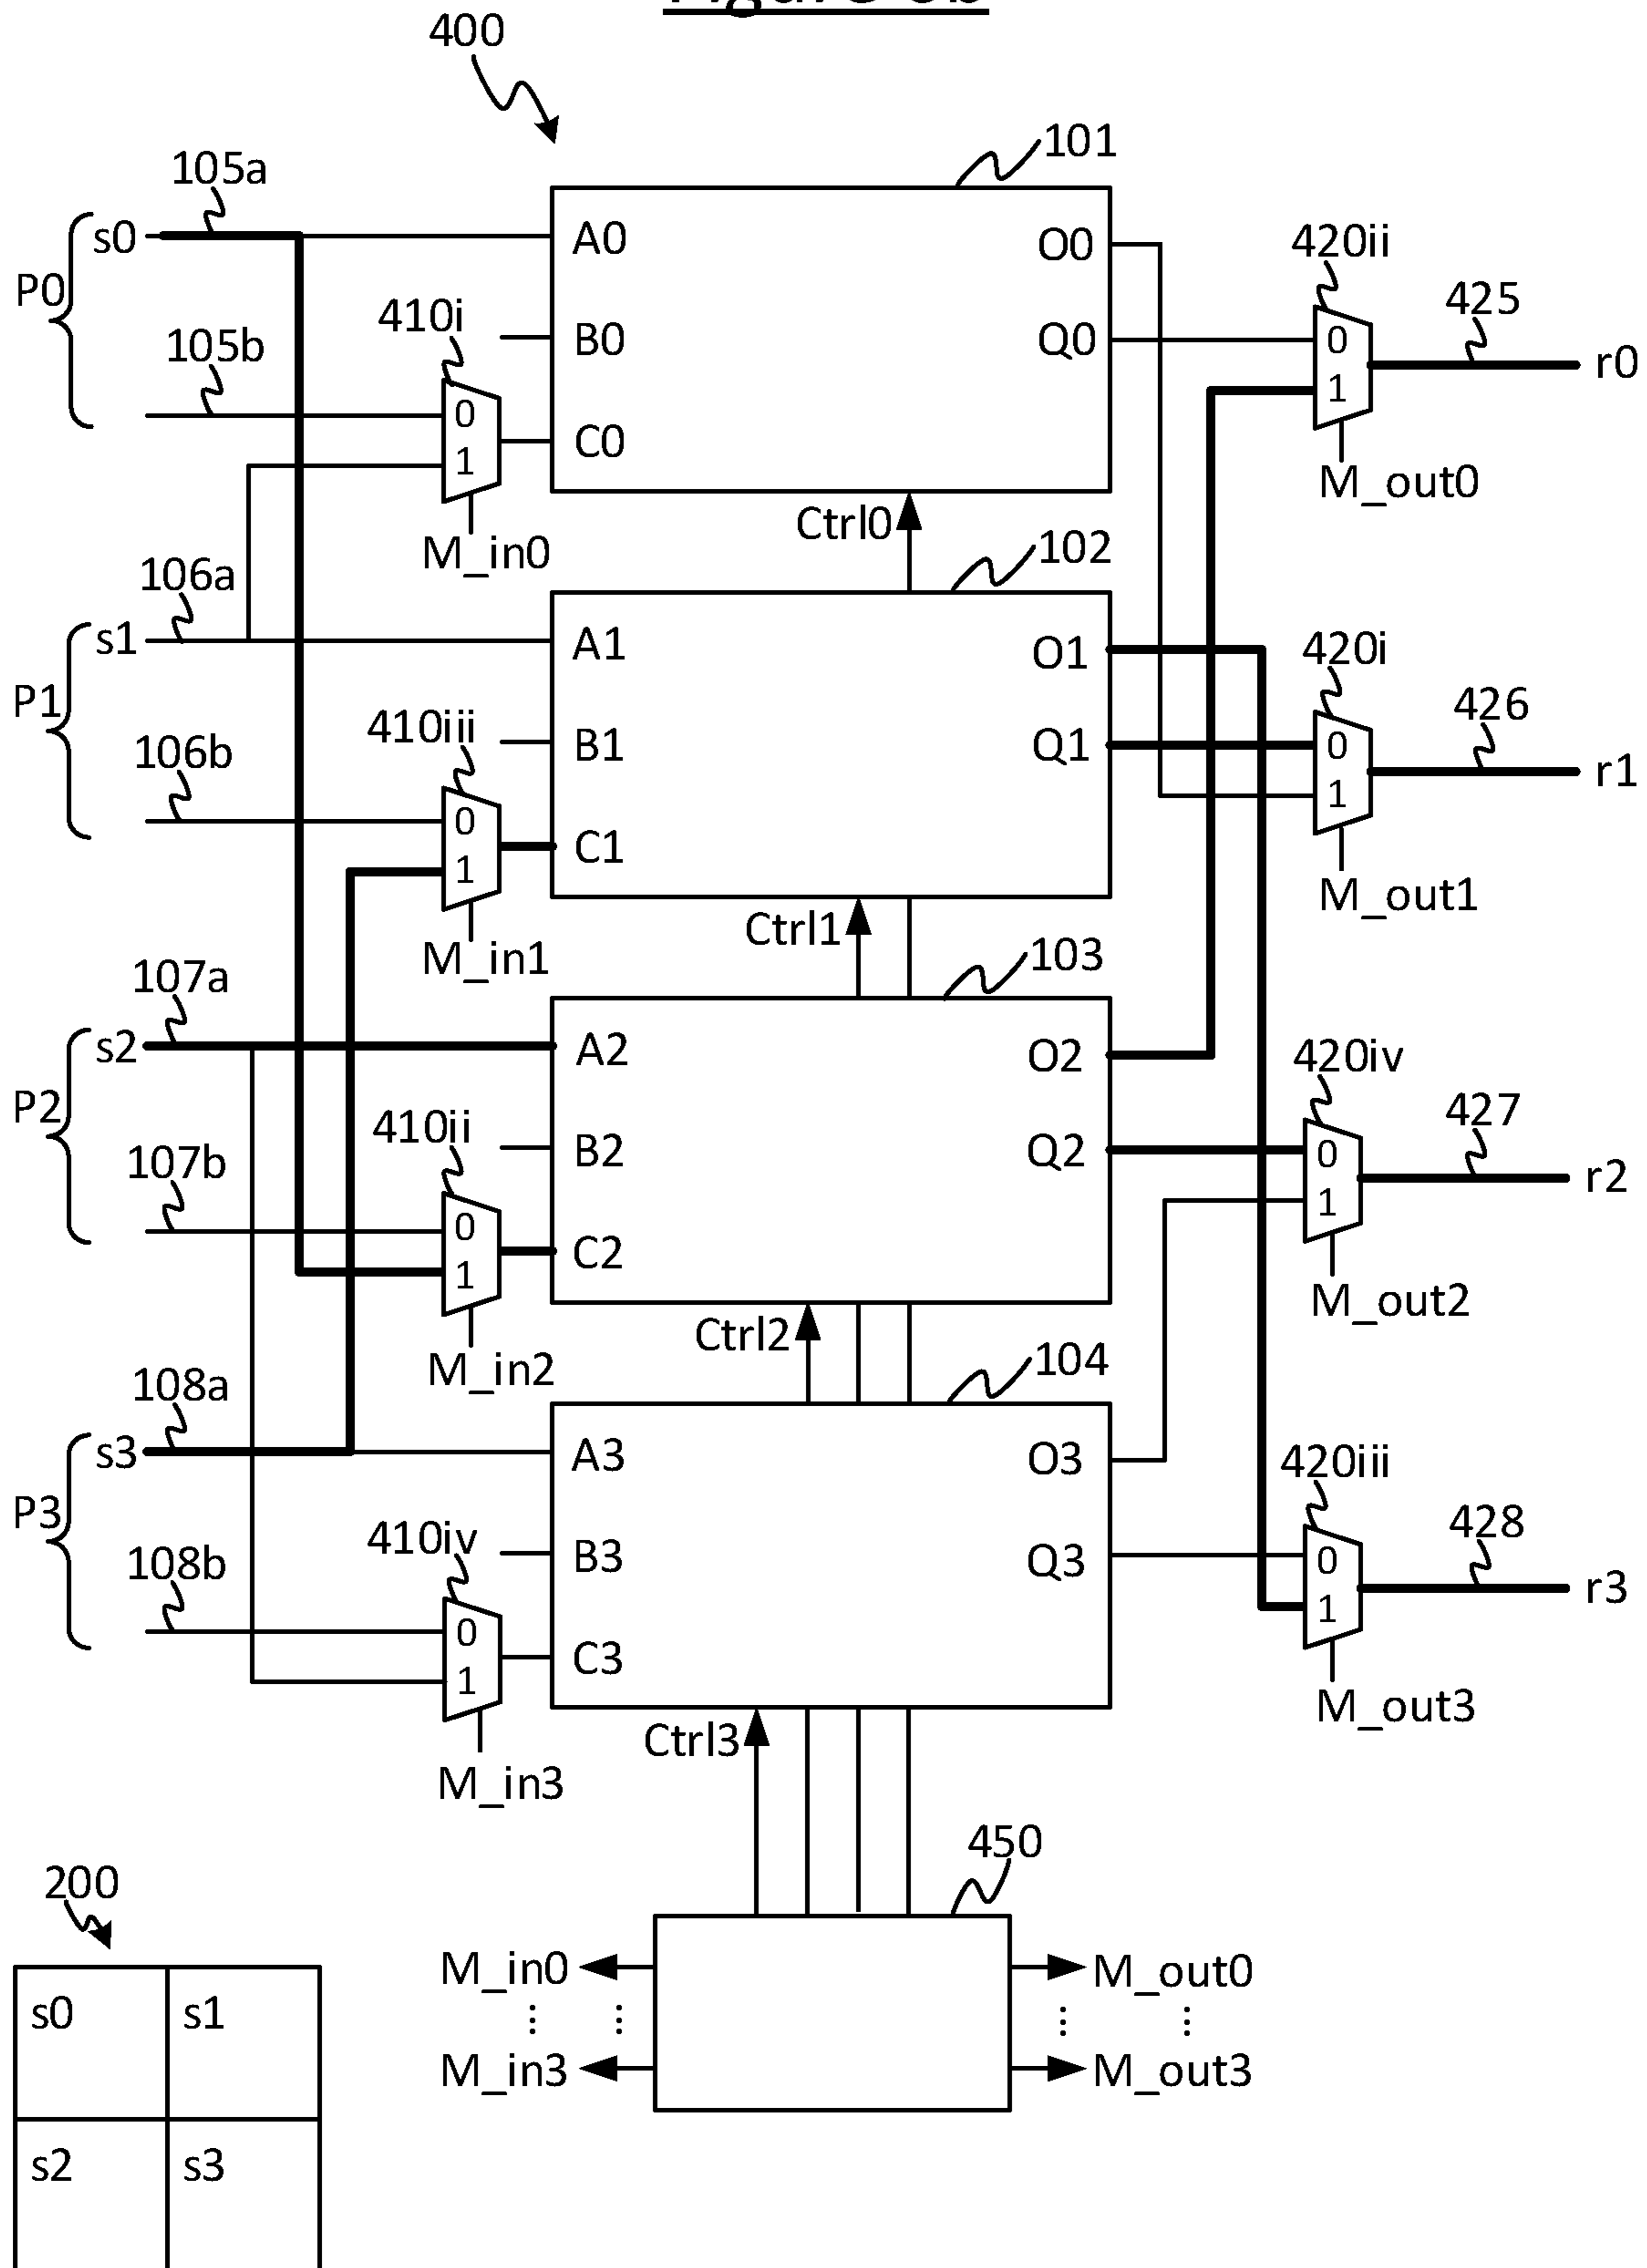 400
101
105a
s0
A0
O0
420ii
P0
410i
425
105b
B0
Q0
0
r0
0
C0
1
1
M_out0
Ctrl0
M_in0
102
106a
s1
A1
O1
420i
P1
410iii
426
106b
B1
Q1
0
r1
0
C1
1
1
M_out1
Ctrl1
M_in1
103
107a
s2
A2
O2
420iv
P2
410ii
427
107b
B2
Q2
0
r2
0
C2
1
1
M_out2
Ctrl2
M_in2
104
108a
s3
A3
O3
420iii
P3
410iv
428
108b
B3
Q3
0
r3
0
C3
1
1
M_out3
Ctrl3
M_in3
450
200
M_in0
M_out0
s0 s1
M_in3
M_out3
s2 s3